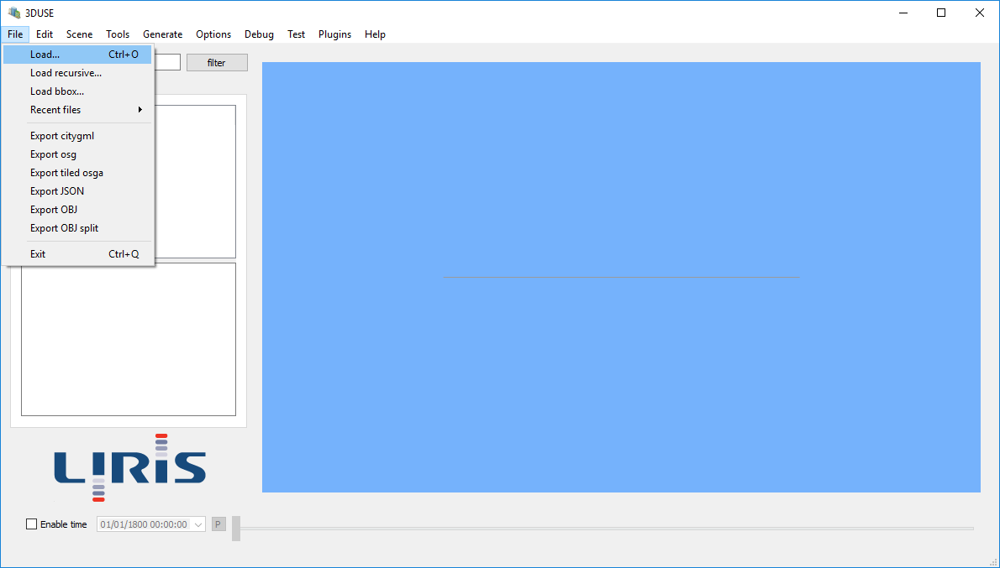 3DUSE
File Edit Scene Tools Generate Options Debug Test Plugins Help
Load... Ctrl+O
filter
Load recursive...
Load bbox...
Recent files
Export citygml
Export osg
Export tiled osga
Export JSON
Export OBJ
Export OBJ split
Exit Ctrl+Q
LIRIS
Enable time 01/01/1800 00:00:00 P